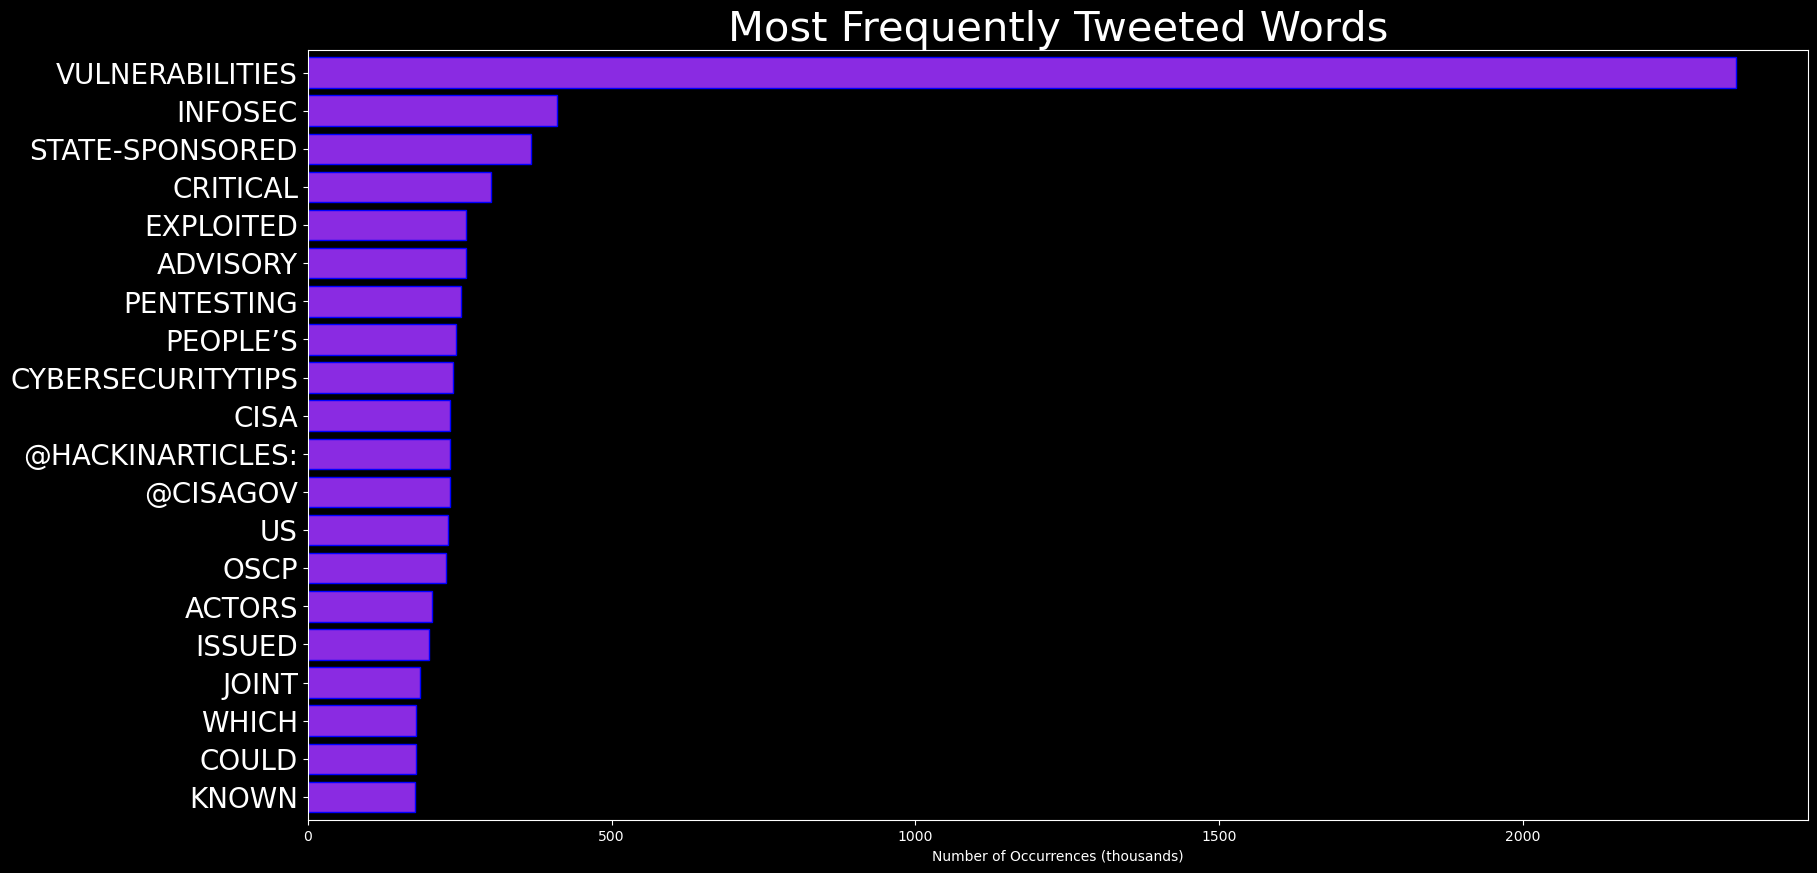 Most Frequently Tweeted Words
VULNERABILITIES
INFOSEC
STATE-SPONSORED
CRITICAL
EXPLOITED
ADVISORY
PENTESTING
PEOPLE’S
CYBERSECURITYTIPS
CISA
@HACKINARTICLES:
@CISAGOV
US
OSCP
ACTORS
ISSUED
JOINT
WHICH
COULD
KNOWN
0 500 1000 1500 2000
Number of Occurrences (thousands)